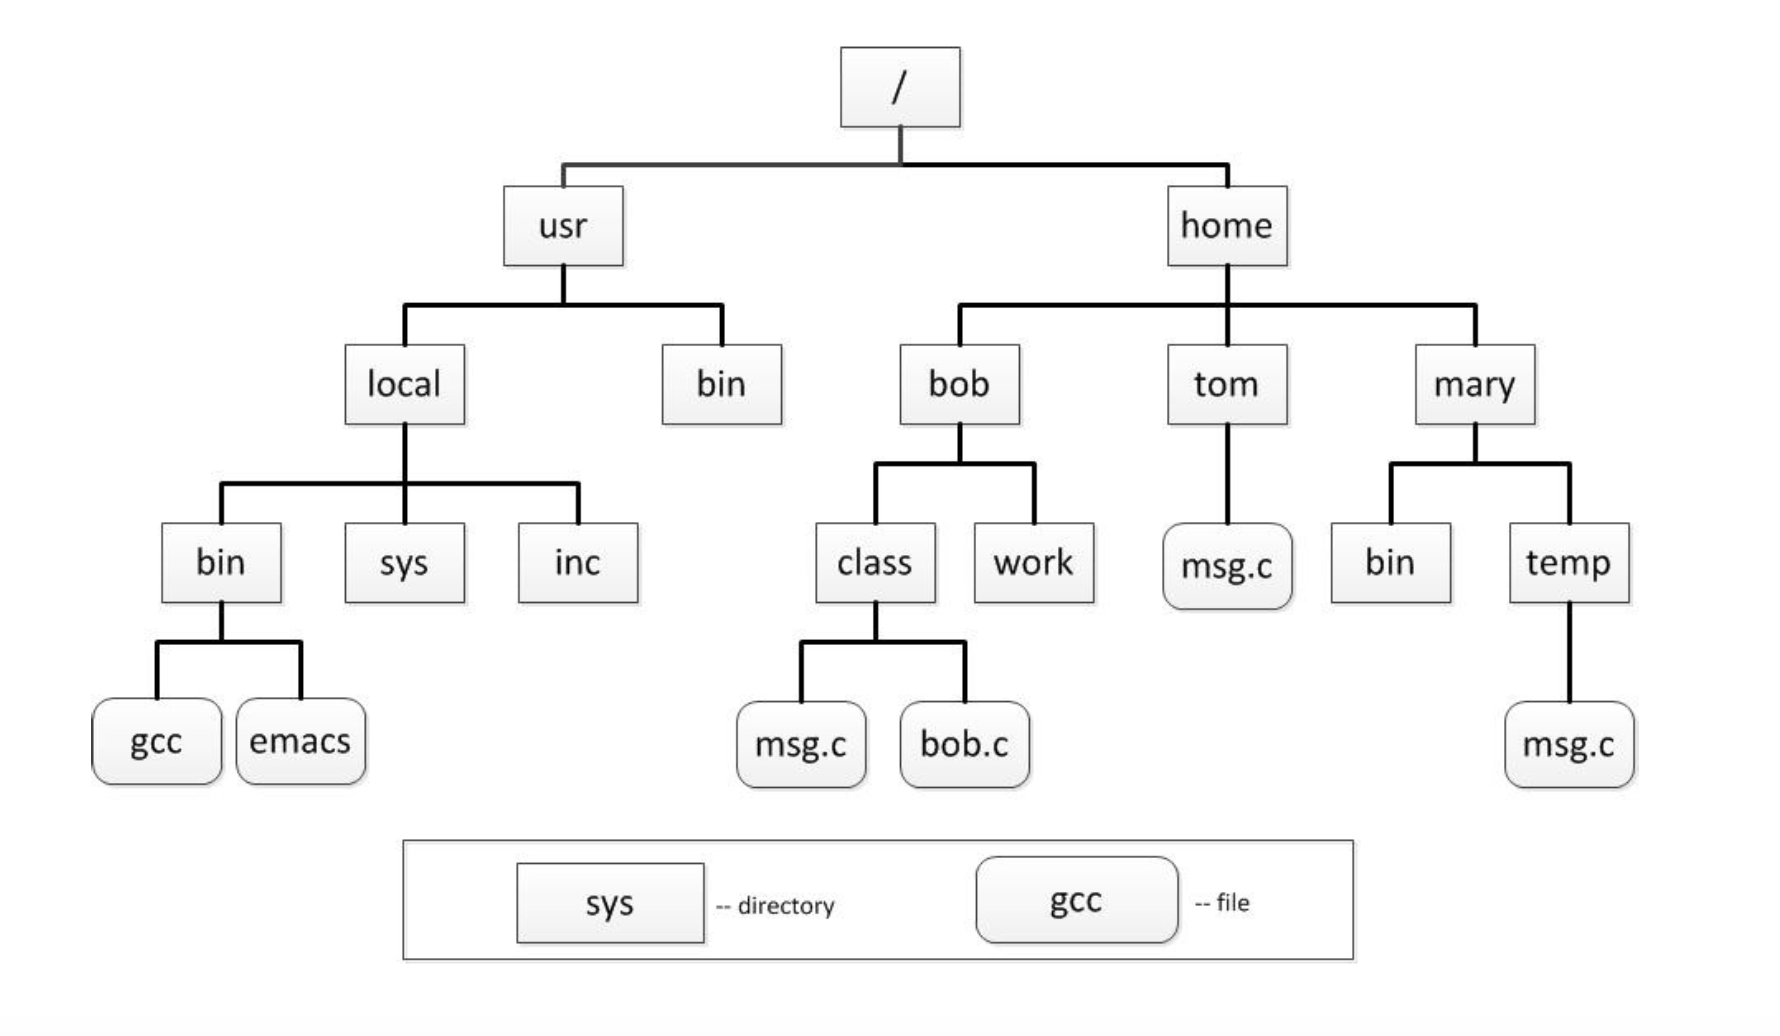 /
usr home
local bin bob tom mary
bin sys inc class work msg.c bin temp
gcc emacs msg.c bob.c msg.c
sys -- directory gcc -- file